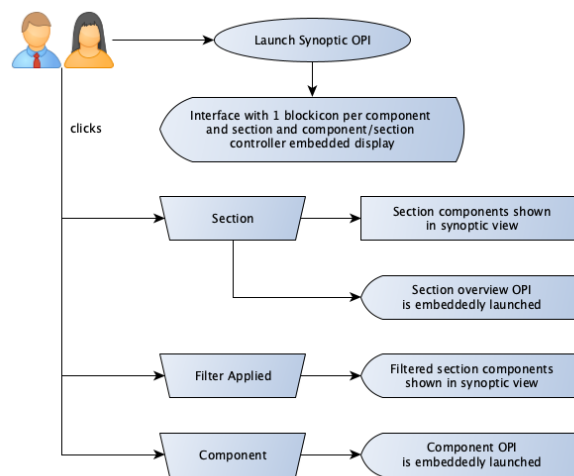 Launch Synoptic OPI
Interface with 1 blockicon per component
and section and component/section
controller embedded display
clicks
Section
Section components shown
in synoptic view
Section overview OPI
is embeddedly launched
Filter Applied
Filtered section components
shown in synoptic view
Component
Component OPI
is embeddedly launched